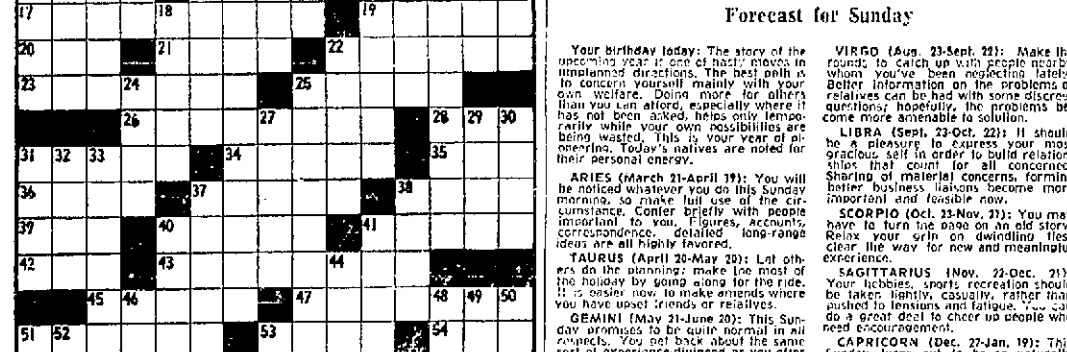 17 18 19
20 21 22
23 24 25
26 27 28 29 30
31 32 33 34 35
36 37 38
39 40 41
42 43 44
45 46 47 48 49 50
51 52 53 54
Forecast for Sunday
Your birthday today: The story of the
upcoming year is one of hasty moves in
unplanned directions. The best path is
to concern yourself mainly with your
own welfare. Doing more for others
than you can afford, especially where it
has not been asked, helps only tempo-
rarily while your own possibilities are
being wasted. This is your year of pi-
oneering. Today's natives are noted for
their personal energy.
ARIES (March 21-April 19): You will
be noticed whatever you do this Sunday
morning, so make full use of the cir-
cumstance. Confer briefly with people
important to you. Figures, accounts,
correspondence, detailed long-range
ideas are all highly favored.
TAURUS (April 20-May 20): Let oth-
ers do the planning; make the most of
the holiday by going along for the ride.
It is easier now to make amends where
you have upset friends or relatives.
GEMINI (May 21-June 20): This Sun-
day promises to be quite normal in all
respects. You get back about the same
VIRGO (Aug. 23-Sept. 22): Make th
rounds to catch up with people nearb
whom you've been neglecting lately
Better information on the problems o
relatives can be had with some discre
questions; hopefully, the problems be
come more amenable to solution.
LIBRA (Sept. 23-Oct. 22): It shoul
be a pleasure to express your mos
gracious self in order to build relation
ships that count for all concerned
Sharing of material concerns, formin
better business liaisons become mor
important and feasible now.
SCORPIO (Oct. 23-Nov. 21): You ma
have to turn the page on an old story
Relax your grip on dwindling ties
clear the way for new and meaningfu
experience.
SAGITTARIUS (Nov. 22-Dec. 21)
Your hobbies, sports recreation shoul
be taken lightly, casually, rather tha
pushed to tensions and fatigue. You ca
do a great deal to cheer up people wh
need encouragement.
CAPRICORN (Dec. 22-Jan. 19): Thi